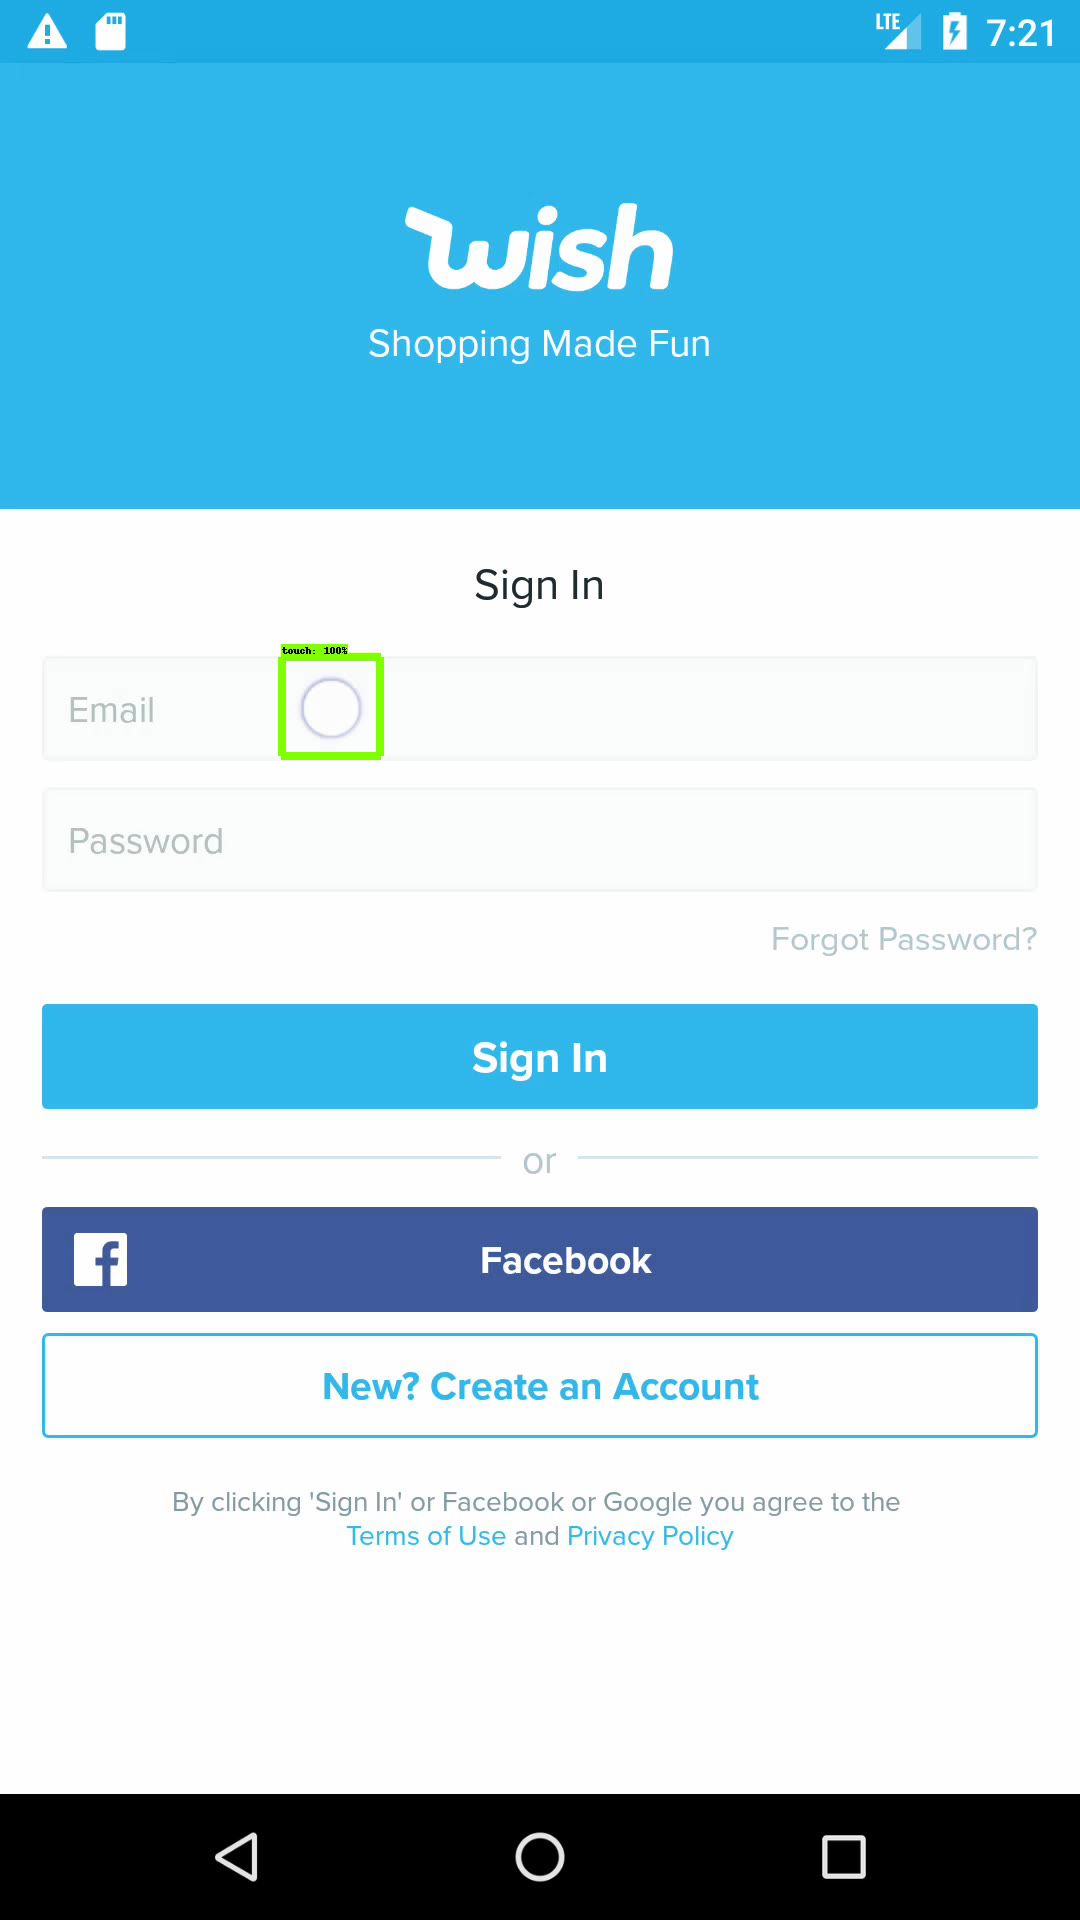 LTE 7:21
wish
Shopping Made Fun
Sign In
touch: 100%
Email
Password
Forgot Password?
Sign In
or
Facebook
New? Create an Account
By clicking 'Sign In' or Facebook or Google you agree to the
Terms of Use and Privacy Policy